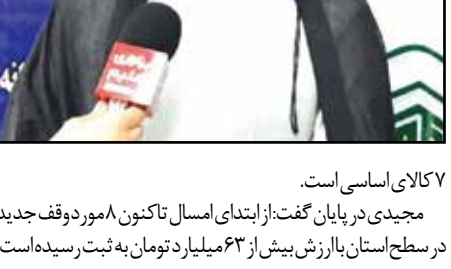 ۷ کالای اساسی است.
مجیدی در پایان گفت: از ابتدای امسال تاکنون ۸ مورد وقف جدید
در سطح استان با ارزش بیش از ۶۳ میلیارد تومان به ثبت رسیده است